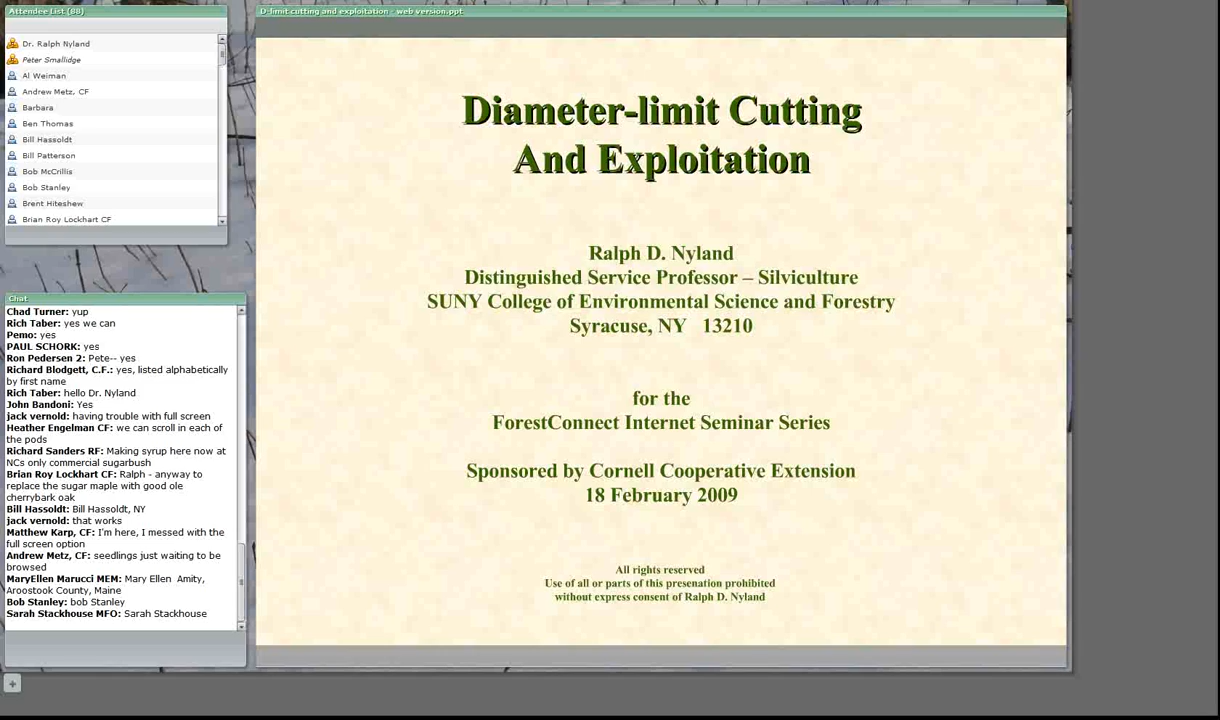 Attendee List (88)
Dr. Ralph Nyland
Peter Smallidge
Al Weiman
Andrew Metz, CF
Barbara
Ben Thomas
Bill Hassoldt
Bill Patterson
Bob McCrillis
Bob Stanley
Brent Hiteshew
Brian Roy Lockhart CF
Chat
Chad Turner: yup
Rich Taber: yes we can
Pemo: yes
PAUL SCHORK: yes
Ron Pedersen 2: Pete-- yes
Richard Blodgett, C.F.: yes, listed alphabetically
by first name
Rich Taber: hello Dr. Nyland
John Bandoni: Yes
jack vernold: having trouble with full screen
Heather Engelman CF: we can scroll in each of
the pods
Richard Sanders RF: Making syrup here now at
NCs only commercial sugarbush
Brian Roy Lockhart CF: Ralph - anyway to
replace the sugar maple with good ole
cherrybark oak
Bill Hassoldt: Bill Hassoldt, NY
jack vernold: that works
Matthew Karp, CF: I'm here, I messed with the
full screen option
Andrew Metz, CF: seedlings just waiting to be
browsed
MaryEllen Marucci MEM: Mary Ellen  Amity,
Aroostook County, Maine
Bob Stanley: bob Stanley
Sarah Stackhouse MFO: Sarah Stackhouse
D-limit cutting and exploitation - web version.ppt
Diameter-limit Cutting
And Exploitation
Ralph D. Nyland
Distinguished Service Professor – Silviculture
SUNY College of Environmental Science and Forestry
Syracuse, NY   13210
for the
ForestConnect Internet Seminar Series
Sponsored by Cornell Cooperative Extension
18 February 2009
All rights reserved
Use of all or parts of this presenation prohibited
without express consent of Ralph D. Nyland